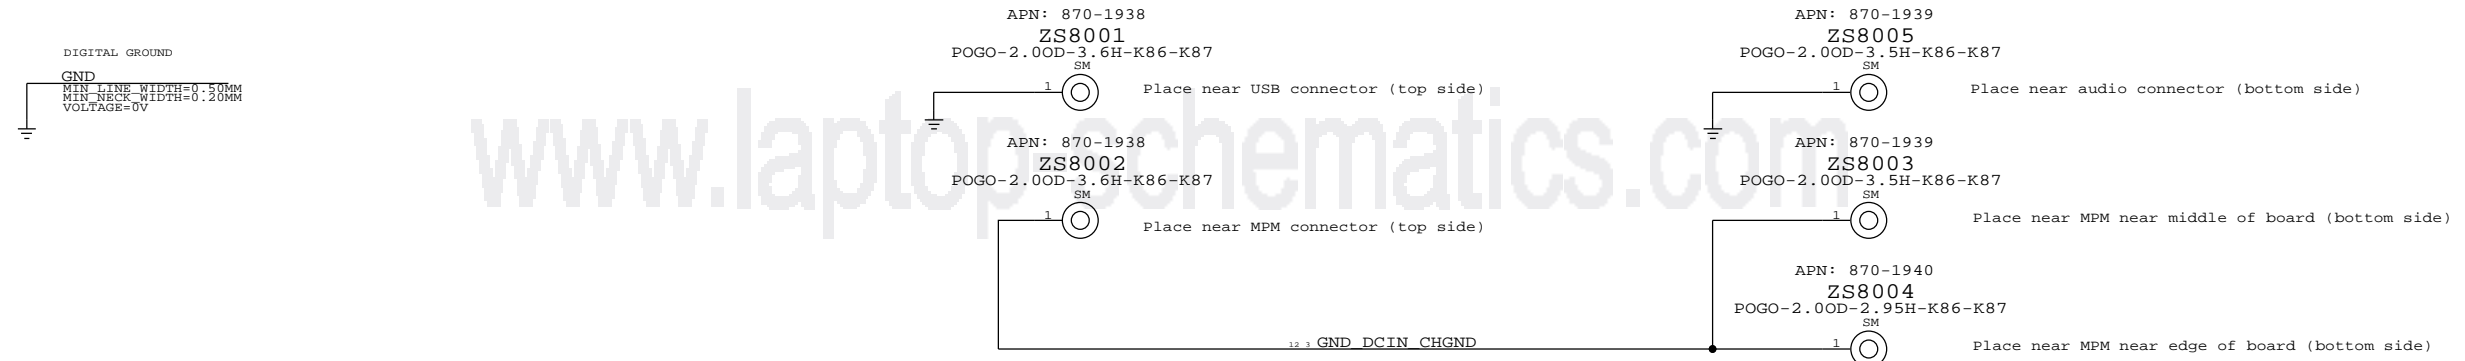 DIGITAL GROUND
GND
MIN_LINE_WIDTH=0.50MM
MIN_NECK_WIDTH=0.20MM
VOLTAGE=0V
APN: 870-1938
ZS8001
POGO-2.0OD-3.6H-K86-K87
SM
1
Place near USB connector (top side)
APN: 870-1939
ZS8005
POGO-2.0OD-3.5H-K86-K87
SM
1
Place near audio connector (bottom side)
www.laptop-schematics.com
APN: 870-1938
ZS8002
POGO-2.0OD-3.6H-K86-K87
SM
1
Place near MPM connector (top side)
APN: 870-1939
ZS8003
POGO-2.0OD-3.5H-K86-K87
SM
1
Place near MPM near middle of board (bottom side)
APN: 870-1940
ZS8004
POGO-2.0OD-2.95H-K86-K87
SM
12 3 GND_DCIN_CHGND
1
Place near MPM near edge of board (bottom side)